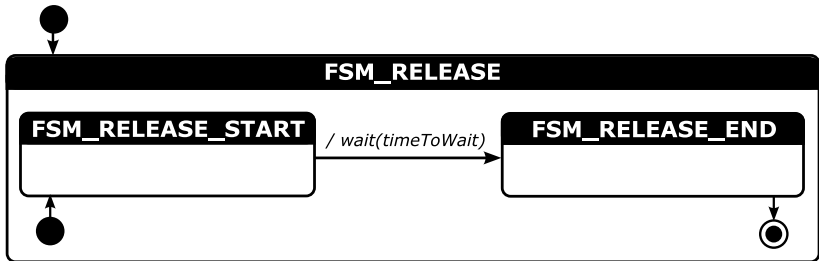 FSM_RELEASE
FSM_RELEASE_START
/ wait(timeToWait)
FSM_RELEASE_END